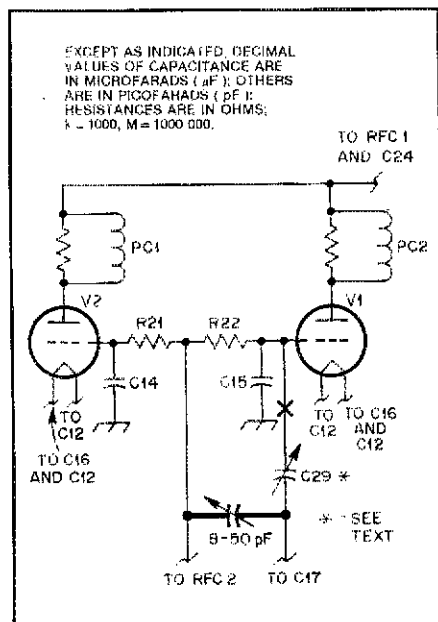 EXCEPT AS INDICATED, DECIMAL
VALUES OF CAPACITANCE ARE
IN MICROFARADS ( µF ); OTHERS
ARE IN PICOFARADS ( pF );
RESISTANCES ARE IN OHMS;
k = 1000, M = 1000 000.
TO RFC 1
AND C24
PC1
PC2
V2
V1
R21
R22
C14
C15
TO
C12
TO
C12
TO C16
AND
C12
TO C16
AND C12
C29 *
* - SEE
TEXT
8-50 pF
TO RFC 2
TO C17